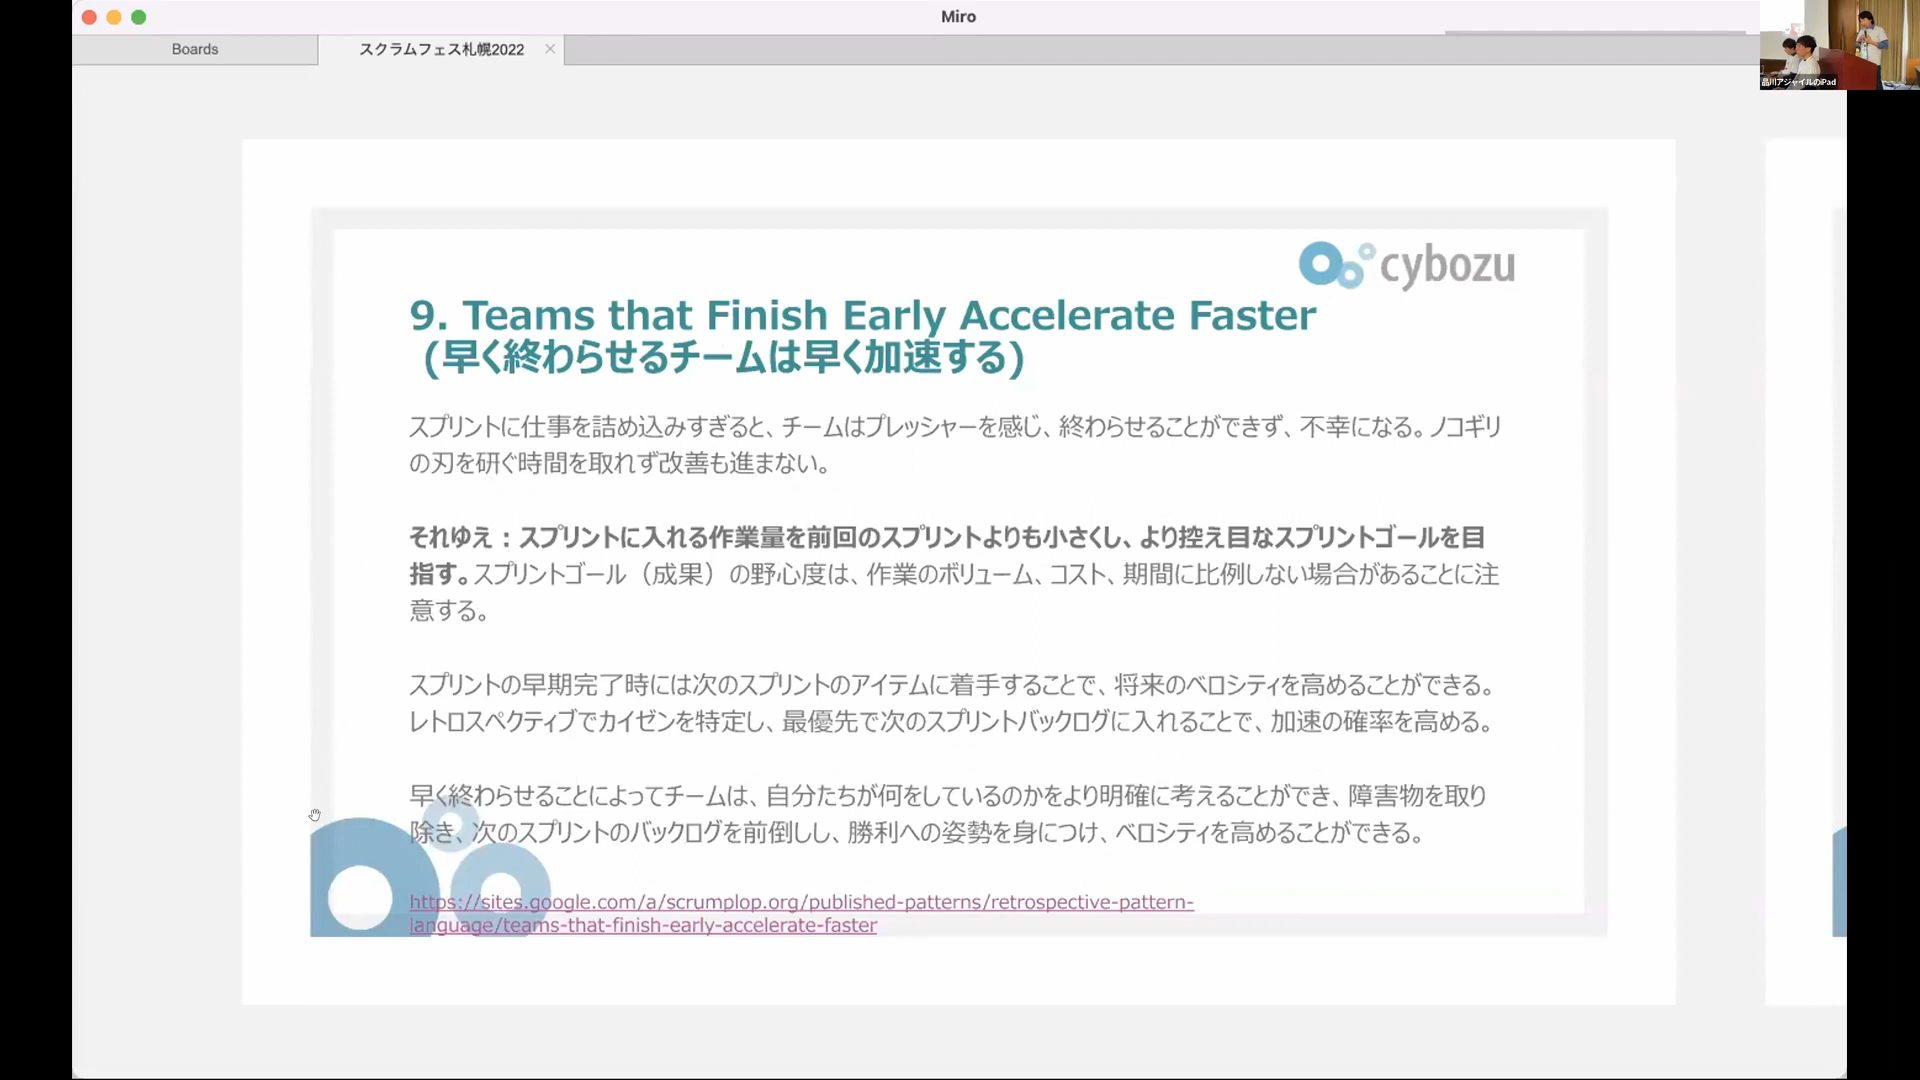 Miro
Boards
スクラムフェス札幌2022
品川アジャイルのiPad
cybozu
9. Teams that Finish Early Accelerate Faster
(早く終わらせるチームは早く加速する)
スプリントに仕事を詰め込みすぎると、チームはプレッシャーを感じ、終わらせることができず、不幸になる。ノコギリ
の刃を研ぐ時間を取れず改善も進まない。
それゆえ：スプリントに入れる作業量を前回のスプリントよりも小さくし、より控え目なスプリントゴールを目
指す。スプリントゴール（成果）の野心度は、作業のボリューム、コスト、期間に比例しない場合があることに注
意する。
スプリントの早期完了時には次のスプリントのアイテムに着手することで、将来のベロシティを高めることができる。
レトロスペクティブでカイゼンを特定し、最優先で次のスプリントバックログに入れることで、加速の確率を高める。
早く終わらせることによってチームは、自分たちが何をしているのかをより明確に考えることができ、障害物を取り
除き、次のスプリントのバックログを前倒しし、勝利への姿勢を身につけ、ベロシティを高めることができる。
https://sites.google.com/a/scrumplop.org/published-patterns/retrospective-pattern-
language/teams-that-finish-early-accelerate-faster